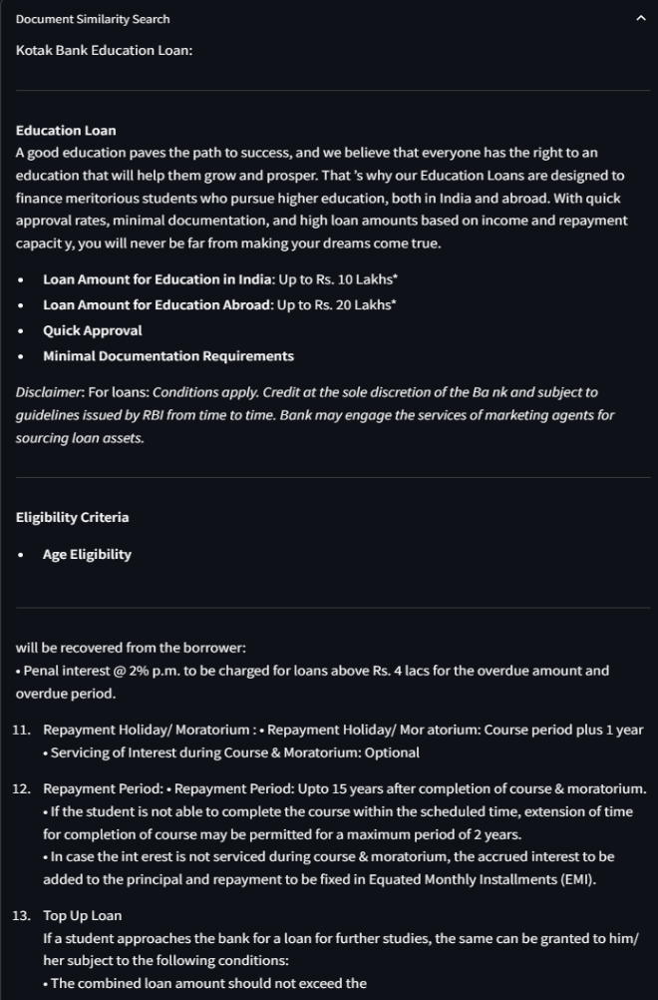 Document Similarity Search
Kotak Bank Education Loan:
Education Loan
A good education paves the path to success, and we believe that everyone has the right to an
education that will help them grow and prosper. That 's why our Education Loans are designed to
finance meritorious students who pursue higher education, both in India and abroad. With quick
approval rates, minimal documentation, and high loan amounts based on income and repayment
capacit y, you will never be far from making your dreams come true.
• Loan Amount for Education in India: Up to Rs. 10 Lakhs*
• Loan Amount for Education Abroad: Up to Rs. 20 Lakhs*
• Quick Approval
• Minimal Documentation Requirements
Disclaimer: For loans: Conditions apply. Credit at the sole discretion of the Ba nk and subject to
guidelines issued by RBI from time to time. Bank may engage the services of marketing agents for
sourcing loan assets.
Eligibility Criteria
• Age Eligibility
will be recovered from the borrower:
• Penal interest @ 2% p.m. to be charged for loans above Rs. 4 lacs for the overdue amount and
overdue period.
11. Repayment Holiday/ Moratorium : • Repayment Holiday/ Mor atorium: Course period plus 1 year
• Servicing of Interest during Course & Moratorium: Optional
12. Repayment Period: • Repayment Period: Upto 15 years after completion of course & moratorium.
• If the student is not able to complete the course within the scheduled time, extension of time
for completion of course may be permitted for a maximum period of 2 years.
• In case the int erest is not serviced during course & moratorium, the accrued interest to be
added to the principal and repayment to be fixed in Equated Monthly Installments (EMI).
13. Top Up Loan
If a student approaches the bank for a loan for further studies, the same can be granted to him/
her subject to the following conditions:
• The combined loan amount should not exceed the